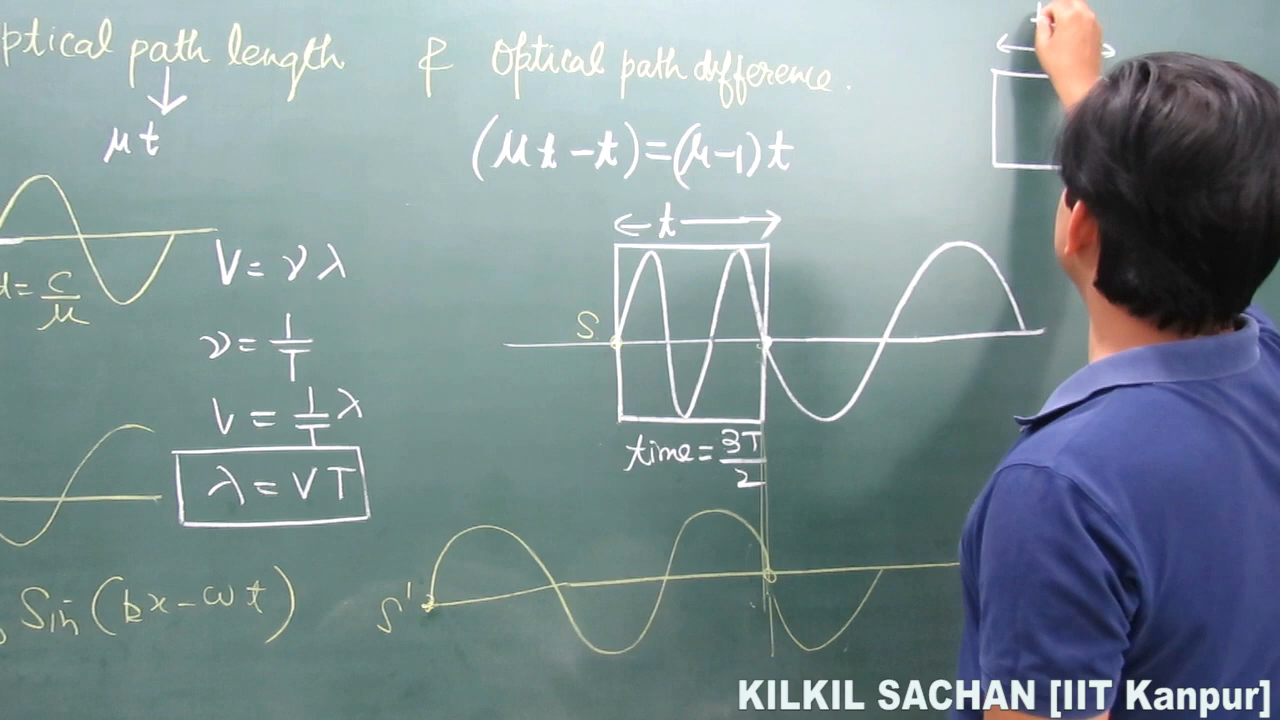 ptical path length & Optical path difference.
μt
(μt - t) = (μ-1)t
t
V = νλ
= C/μ
ν = 1/T
S
V = 1/T λ
time = 3T/2
λ = VT
Sin (kx - ωt)
S'
KILKIL SACHAN [IIT Kanpur]